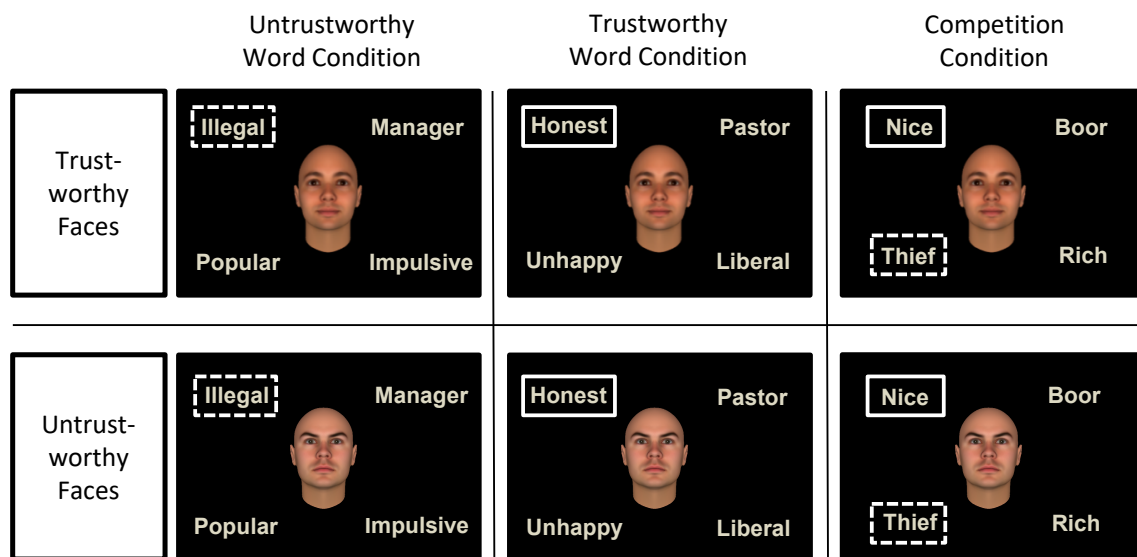 Untrustworthy
Word Condition
Trustworthy
Word Condition
Competition
Condition
Trust-
worthy
Faces
Illegal
Manager
Popular
Impulsive
Honest
Pastor
Unhappy
Liberal
Nice
Boor
Thief
Rich
Untrust-
worthy
Faces
Illegal
Manager
Popular
Impulsive
Honest
Pastor
Unhappy
Liberal
Nice
Boor
Thief
Rich